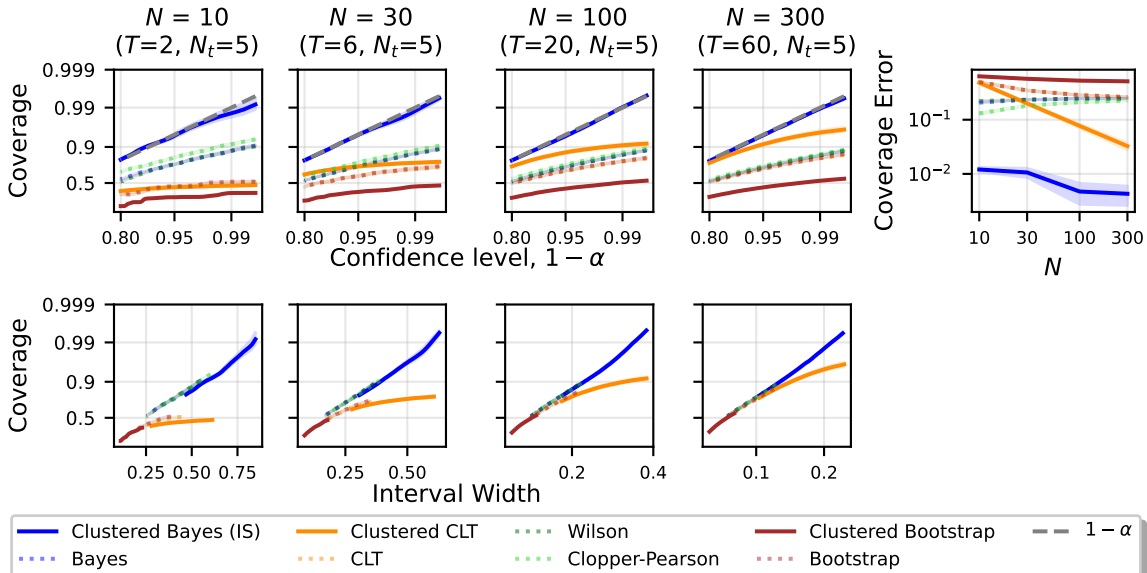 N = 10
(T=2, N_t=5)
N = 30
(T=6, N_t=5)
N = 100
(T=20, N_t=5)
N = 300
(T=60, N_t=5)
Coverage
0.999
0.99
0.9
0.5
0.80 0.95 0.99
0.80 0.95 0.99
0.80 0.95 0.99
0.80 0.95 0.99
Confidence level, 1 − α
Coverage Error
10⁻¹
10⁻²
10 30 100 300
N
Coverage
0.999
0.99
0.9
0.5
0.25 0.50 0.75
0.25 0.50
0.2 0.4
0.1 0.2
Interval Width
Clustered Bayes (IS) Clustered CLT Wilson Clustered Bootstrap 1 − α
Bayes CLT Clopper-Pearson Bootstrap